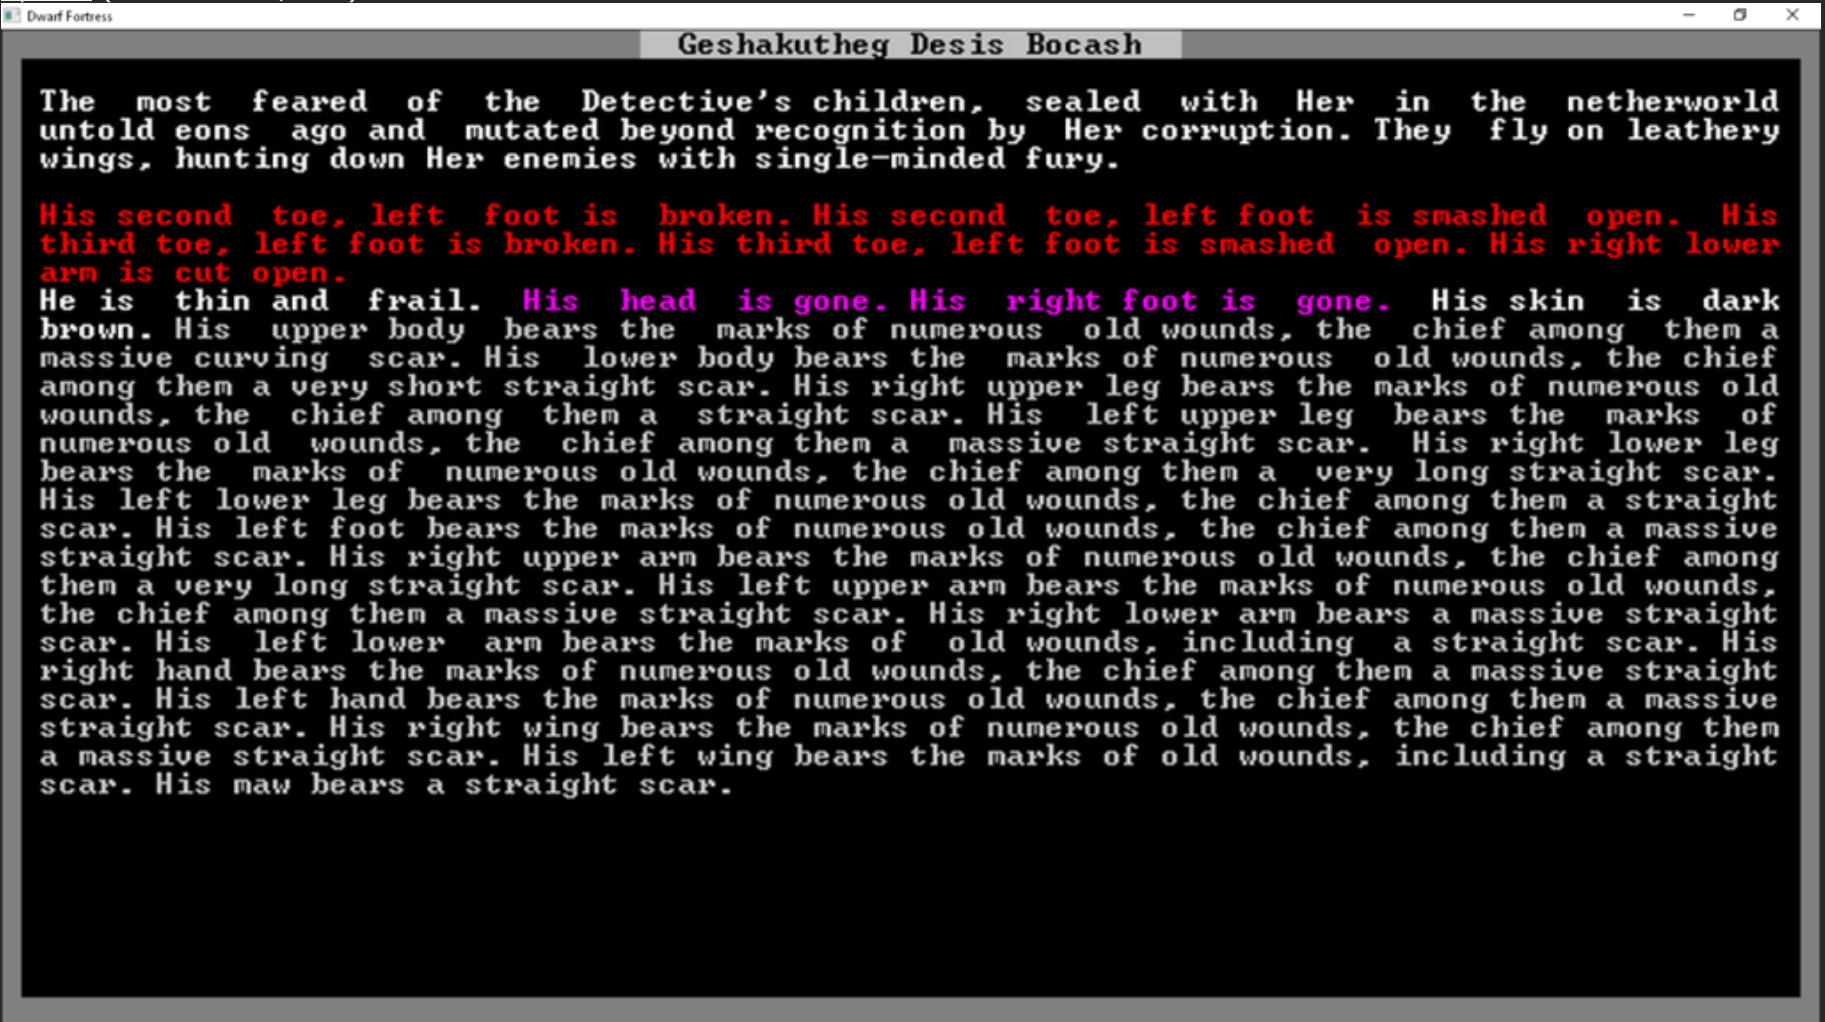 Dwarf Fortress
Geshakutheg Desis Bocash
The most feared of the Detective's children, sealed with Her in the netherworld
untold eons ago and mutated beyond recognition by Her corruption. They fly on leathery
wings, hunting down Her enemies with single-minded fury.
His second toe, left foot is broken. His second toe, left foot is smashed open. His
third toe, left foot is broken. His third toe, left foot is smashed open. His right lower
arm is cut open.
He is thin and frail. His head is gone. His right foot is gone. His skin is dark
brown. His upper body bears the marks of numerous old wounds, the chief among them a
massive curving scar. His lower body bears the marks of numerous old wounds, the chief
among them a very short straight scar. His right upper leg bears the marks of numerous old
wounds, the chief among them a straight scar. His left upper leg bears the marks of
numerous old wounds, the chief among them a massive straight scar. His right lower leg
bears the marks of numerous old wounds, the chief among them a very long straight scar.
His left lower leg bears the marks of numerous old wounds, the chief among them a straight
scar. His left foot bears the marks of numerous old wounds, the chief among them a massive
straight scar. His right upper arm bears the marks of numerous old wounds, the chief among
them a very long straight scar. His left upper arm bears the marks of numerous old wounds,
the chief among them a massive straight scar. His right lower arm bears a massive straight
scar. His left lower arm bears the marks of old wounds, including a straight scar. His
right hand bears the marks of numerous old wounds, the chief among them a massive straight
scar. His left hand bears the marks of numerous old wounds, the chief among them a massive
straight scar. His right wing bears the marks of numerous old wounds, the chief among them
a massive straight scar. His left wing bears the marks of old wounds, including a straight
scar. His maw bears a straight scar.